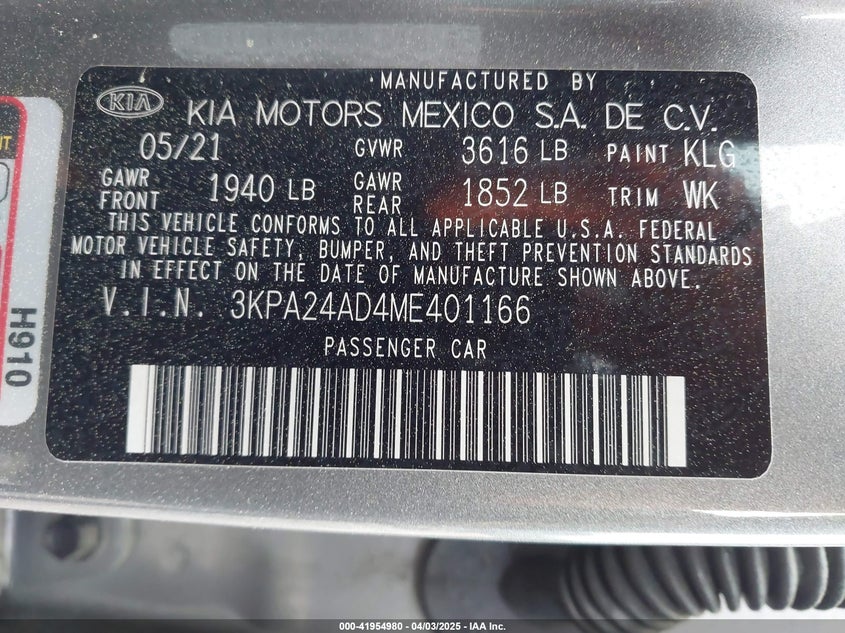 MANUFACTURED BY
KIA KIA MOTORS MEXICO S.A. DE C.V.
05/21 GVWR 3616 LB PAINT KLG
GAWR FRONT 1940 LB GAWR REAR 1852 LB TRIM WK
THIS VEHICLE CONFORMS TO ALL APPLICABLE U.S.A. FEDERAL
MOTOR VEHICLE SAFETY, BUMPER, AND THEFT PREVENTION STANDARDS
IN EFFECT ON THE DATE OF MANUFACTURE SHOWN ABOVE.
V.I.N. 3KPA24AD4ME401166
PASSENGER CAR
H910
000-41954980 - 04/03/2025 - IAA Inc.